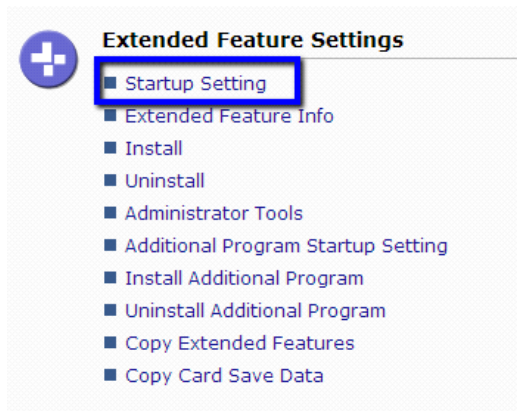 Extended Feature Settings
Startup Setting
Extended Feature Info
Install
Uninstall
Administrator Tools
Additional Program Startup Setting
Install Additional Program
Uninstall Additional Program
Copy Extended Features
Copy Card Save Data